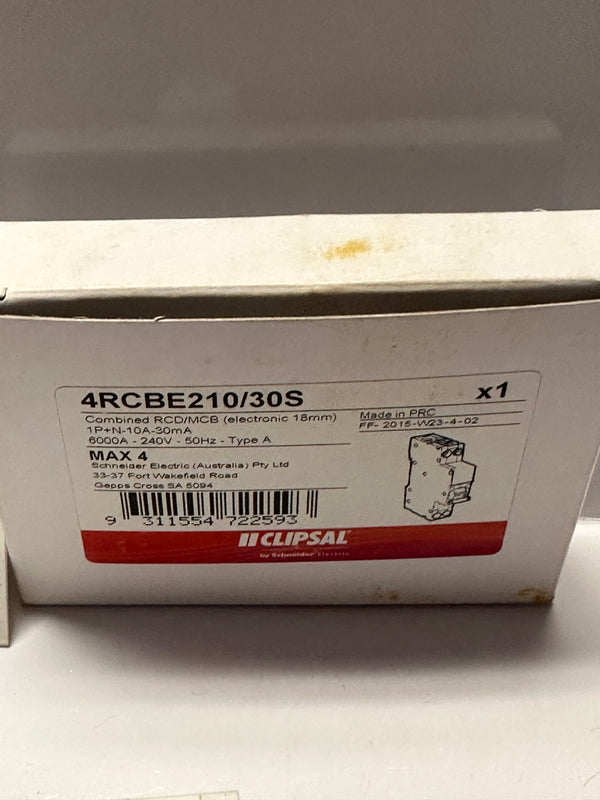 4RCBE210/30S
x1
Combined RCD/MCB (electronic 18mm)
1P+N-10A-30mA
6000A - 240V - 50Hz - Type A
Made in PRC
FF- 2015-W23-4-02
MAX 4
Schneider Electric (Australia) Pty Ltd
33-37 Port Wakefield Road
Gepps Cross SA 5094
9 311554 722593
CLIPSAL
by Schneider Electric